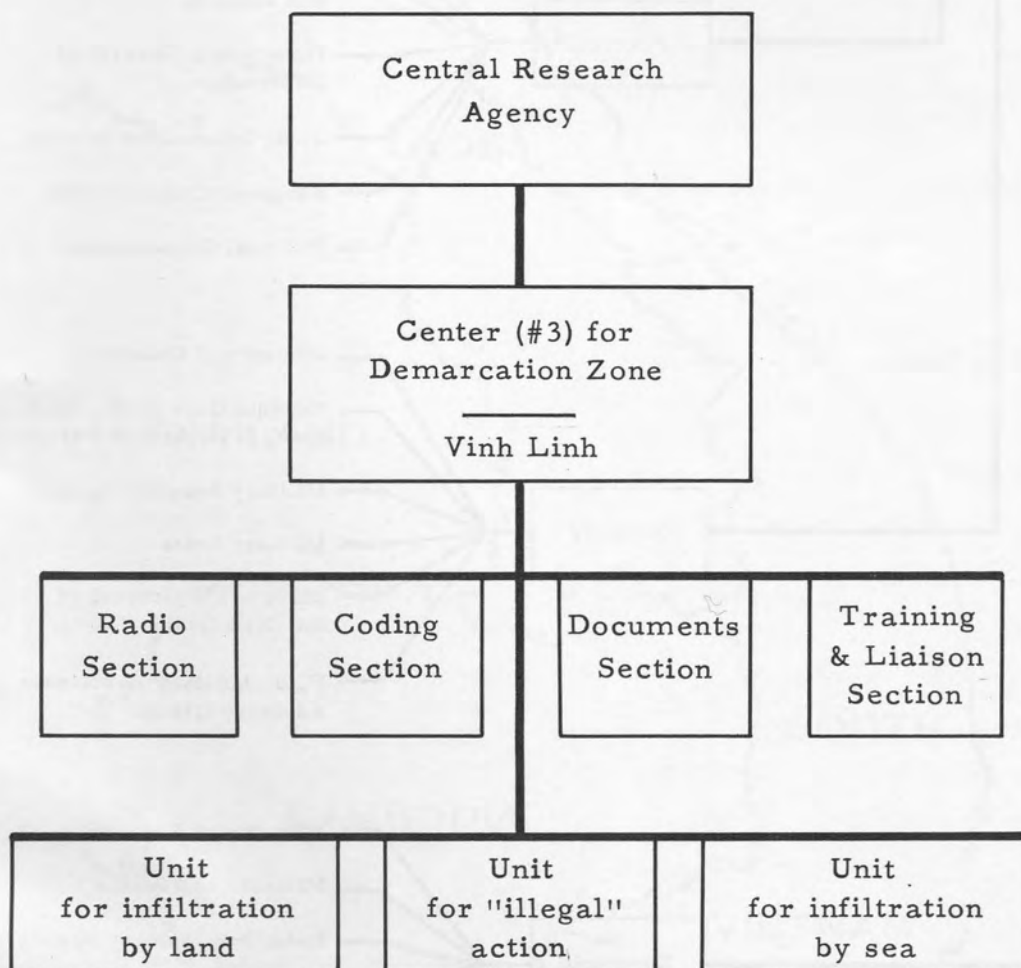 Central Research
Agency
Center (#3) for
Demarcation Zone
Vinh Linh
Radio
Section
Coding
Section
Documents
Section
Training
& Liaison
Section
Unit
for infiltration
by land
Unit
for "illegal"
action
Unit
for infiltration
by sea